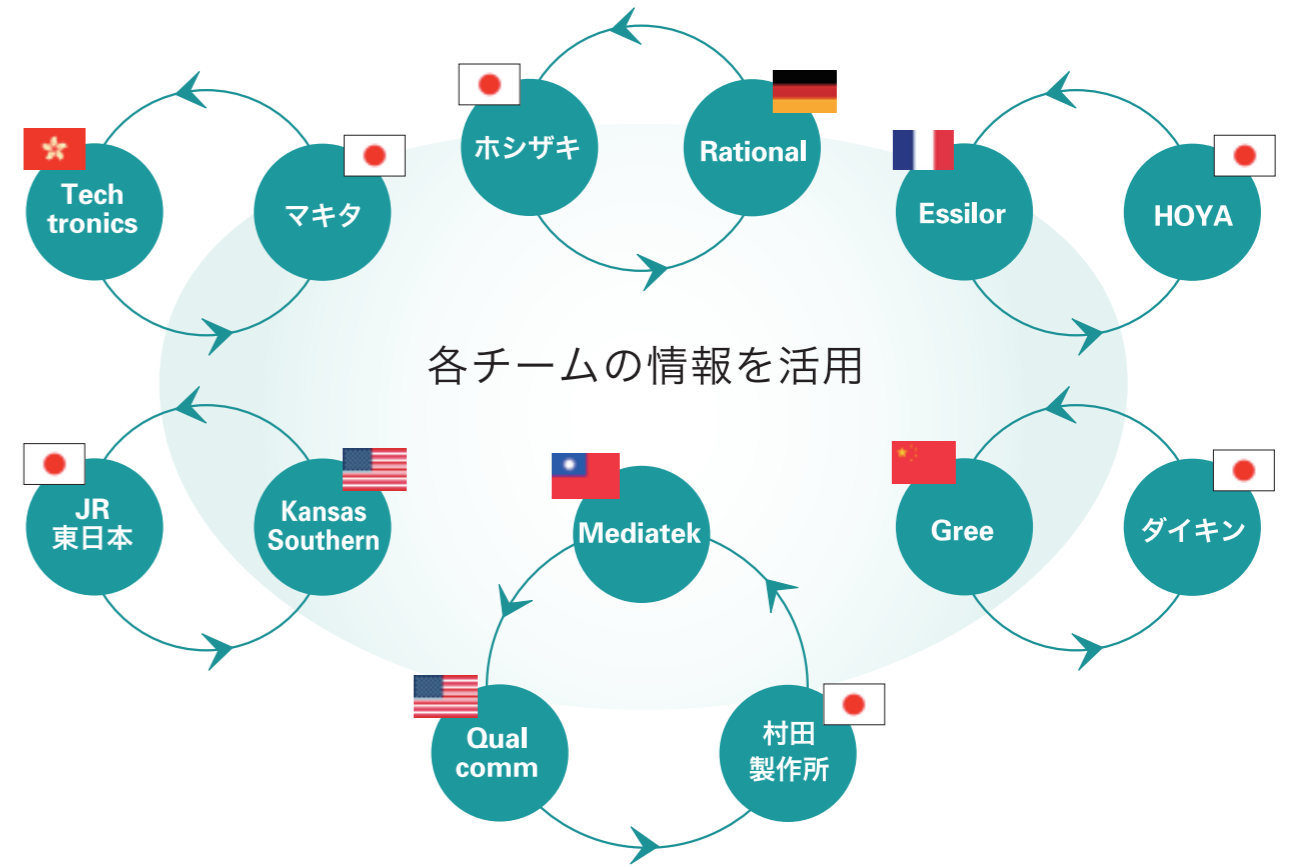 ホシザキ
Rational
Tech
tronics
マキタ
Essilor
HOYA
各チームの情報を活用
JR
東日本
Kansas
Southern
Mediatek
Gree
ダイキン
Qual
comm
村田
製作所